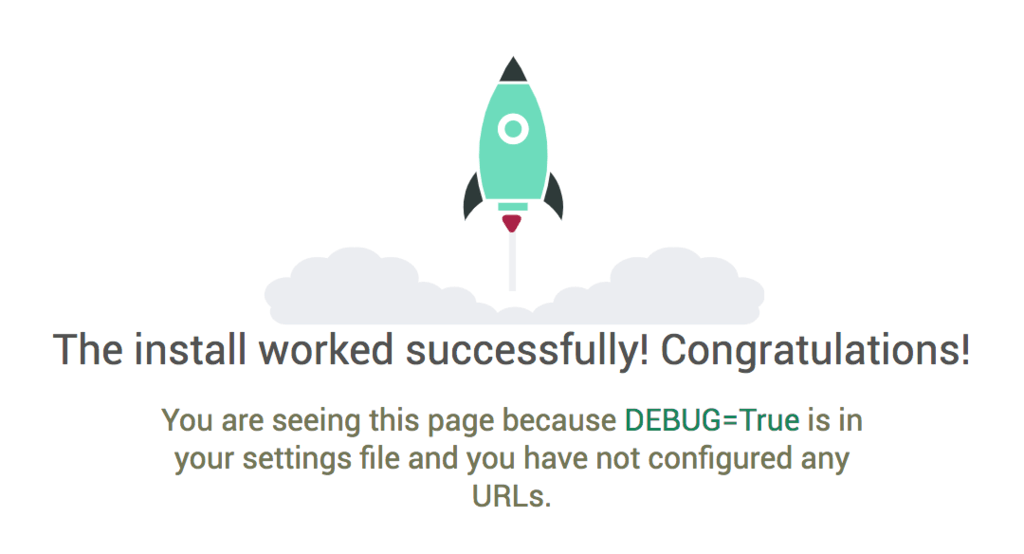 The install worked successfully! Congratulations!
You are seeing this page because DEBUG=True is in
your settings file and you have not configured any
URLs.